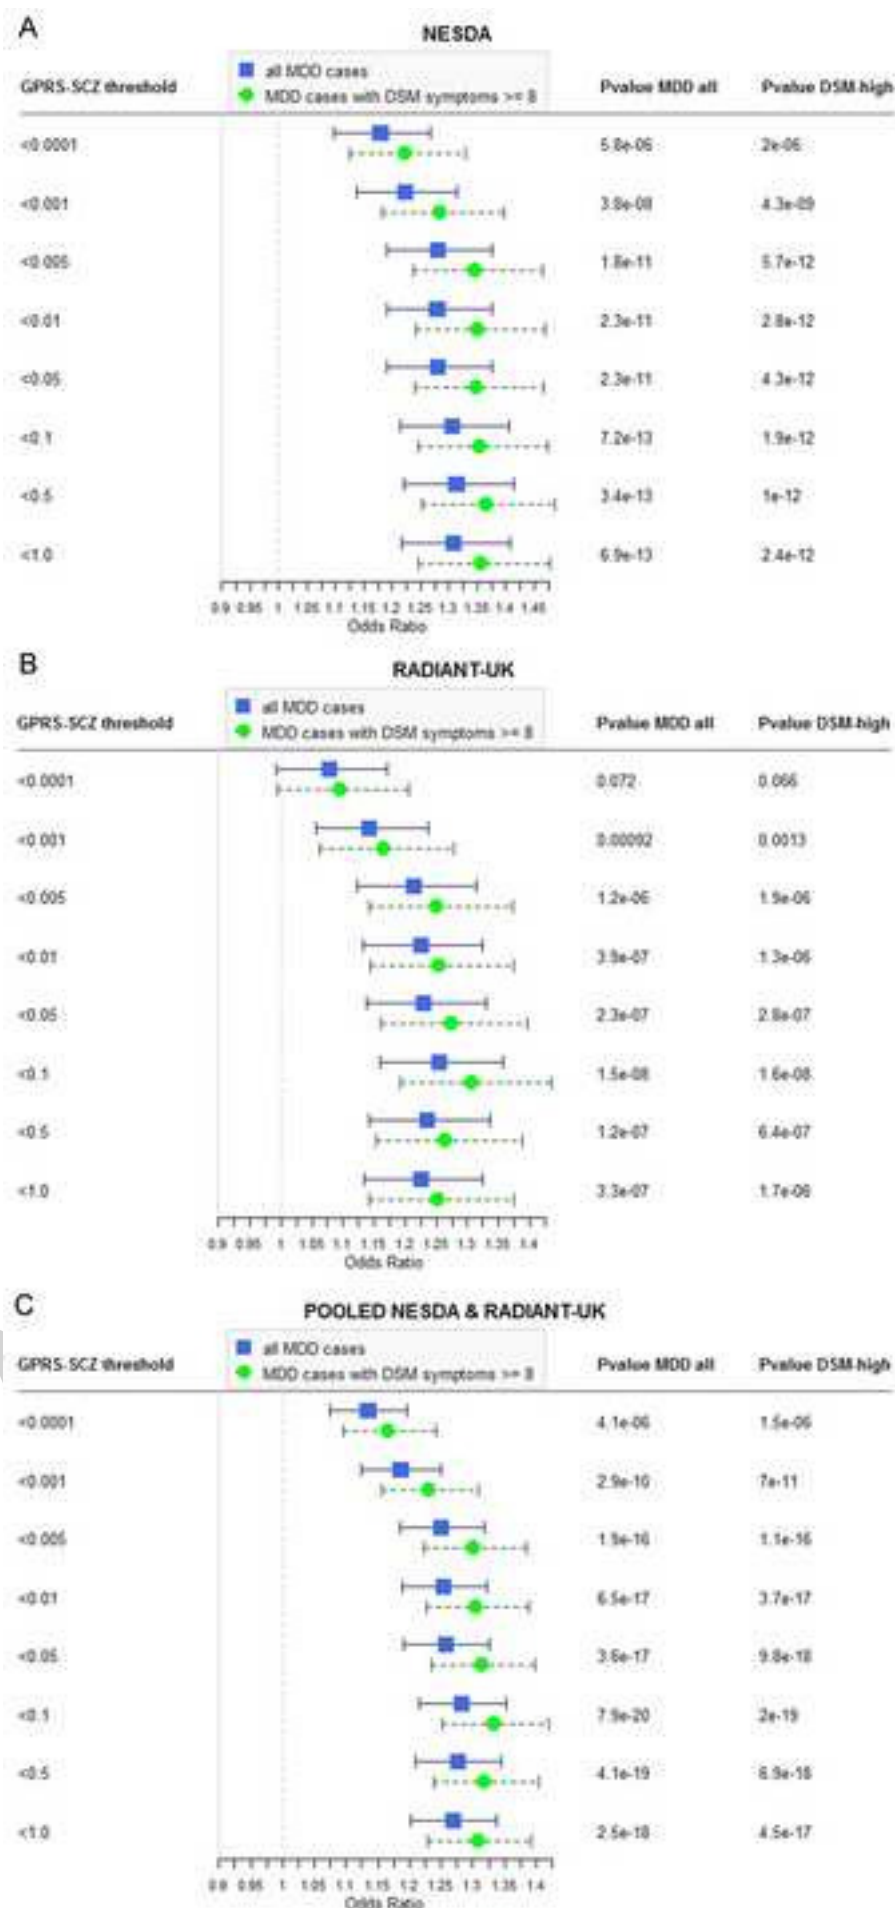 A
NESDA
GPRS-SCZ threshold
all MDD cases
MDD cases with DSM symptoms >= 8
Pvalue MDD all Pvalue DSM-high
<0.0001 5.8e-06 2e-06
<0.001 3.8e-08 4.3e-09
<0.005 1.8e-11 5.7e-12
<0.01 2.3e-11 2.8e-12
<0.05 2.3e-11 4.3e-12
<0.1 7.2e-13 1.9e-12
<0.5 3.4e-13 1e-12
<1.0 6.9e-13 2.4e-12
0.9 0.95 1 1.05 1.1 1.15 1.2 1.25 1.3 1.35 1.4 1.45
Odds Ratio
B
RADIANT-UK
GPRS-SCZ threshold
all MDD cases
MDD cases with DSM symptoms >= 8
Pvalue MDD all Pvalue DSM-high
<0.0001 0.072 0.066
<0.001 0.00092 0.0013
<0.005 1.2e-06 1.9e-06
<0.01 3.9e-07 1.3e-06
<0.05 2.3e-07 2.8e-07
<0.1 1.5e-08 1.6e-08
<0.5 1.2e-07 6.4e-07
<1.0 3.3e-07 1.7e-06
0.9 0.95 1 1.05 1.1 1.15 1.2 1.25 1.3 1.35 1.4
Odds Ratio
C
POOLED NESDA & RADIANT-UK
GPRS-SCZ threshold
all MDD cases
MDD cases with DSM symptoms >= 8
Pvalue MDD all Pvalue DSM-high
<0.0001 4.1e-06 1.5e-06
<0.001 7e-11
<0.005 1.9e-16 1.1e-16
<0.01 6.5e-17 3.7e-17
<0.05 3.6e-17 9.8e-18
<0.1 7.9e-20 2e-19
<0.5 4.1e-19
<1.0 2.5e-18 4.5e-17
0.9 0.95 1 1.05 1.1 1.15 1.2 1.25 1.3 1.35 1.4
Odds Ratio